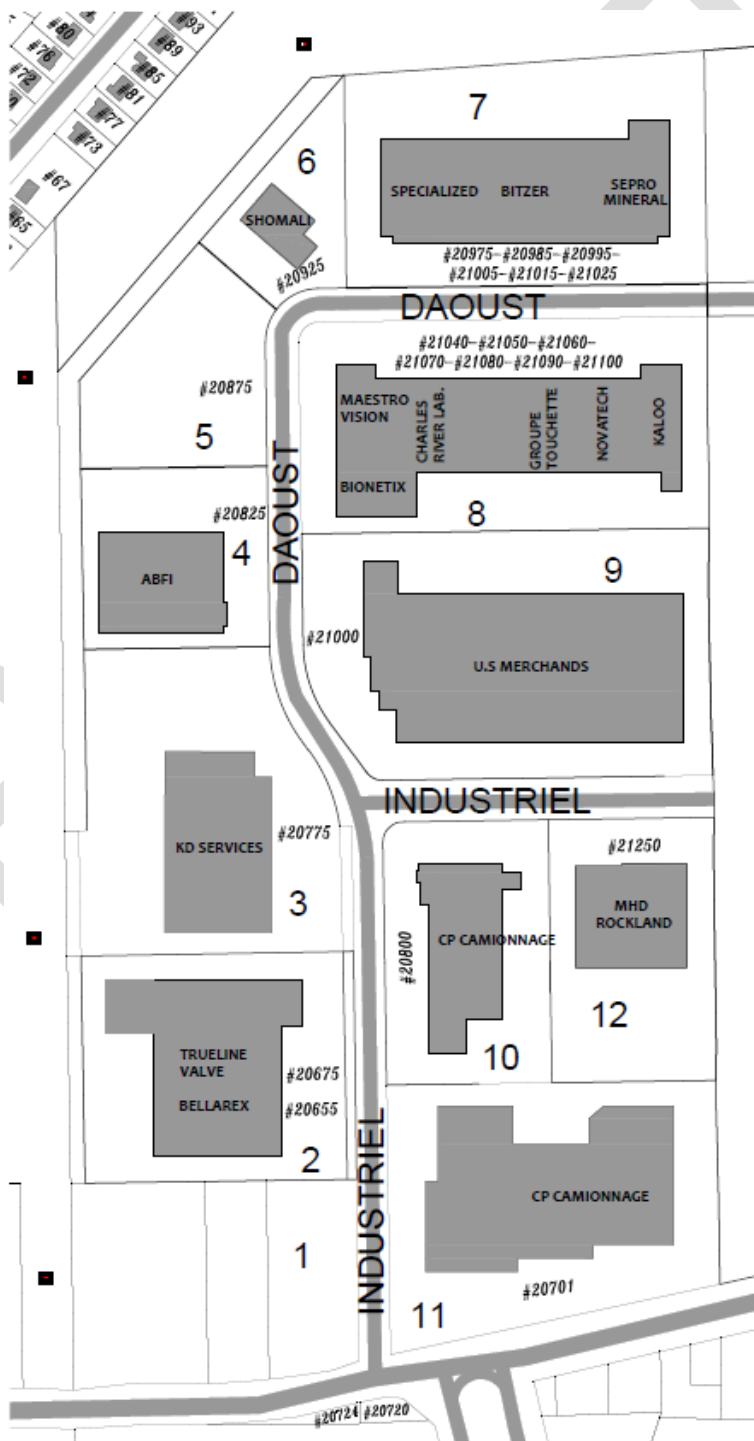 #93
#80
#89
#76
#85
#72
#81
#77
#73
#67
#65
7
6
SPECIALIZED
BITZER
SEPRO
MINERAL
SHOMALI
#20925
#20975-#20985-#20995-
#21005-#21015-#21025
DAOUST
#21040-#21050-#21060-
#21070-#21080-#21090-#21100
#20875
5
MAESTRO
VISION
CHARLES
RIVER LAB.
GROUPE
TOUCHETTE
NOVATECH
KALOO
BIONETIX
8
DAOUST
#20825
4
ABFI
9
#21000
U.S MERCHANDS
INDUSTRIEL
KD SERVICES
#20775
3
#21250
MHD
ROCKLAND
CP CAMIONNAGE
#20800
12
10
TRUELINE
VALVE
#20675
BELLAREX
#20655
2
INDUSTRIEL
CP CAMIONNAGE
1
#20701
11
#20724
#20720